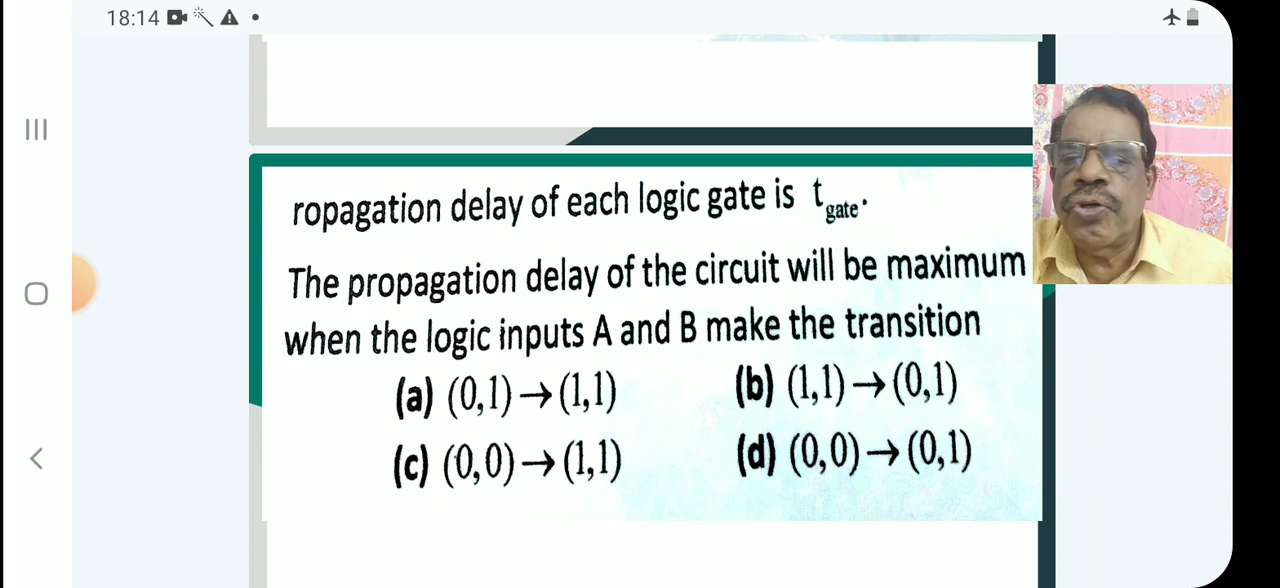 18:14
ropagation delay of each logic gate is t_gate.
The propagation delay of the circuit will be maximum
when the logic inputs A and B make the transition
(a) (0,1)→(1,1) (b) (1,1)→(0,1)
(c) (0,0)→(1,1) (d) (0,0)→(0,1)